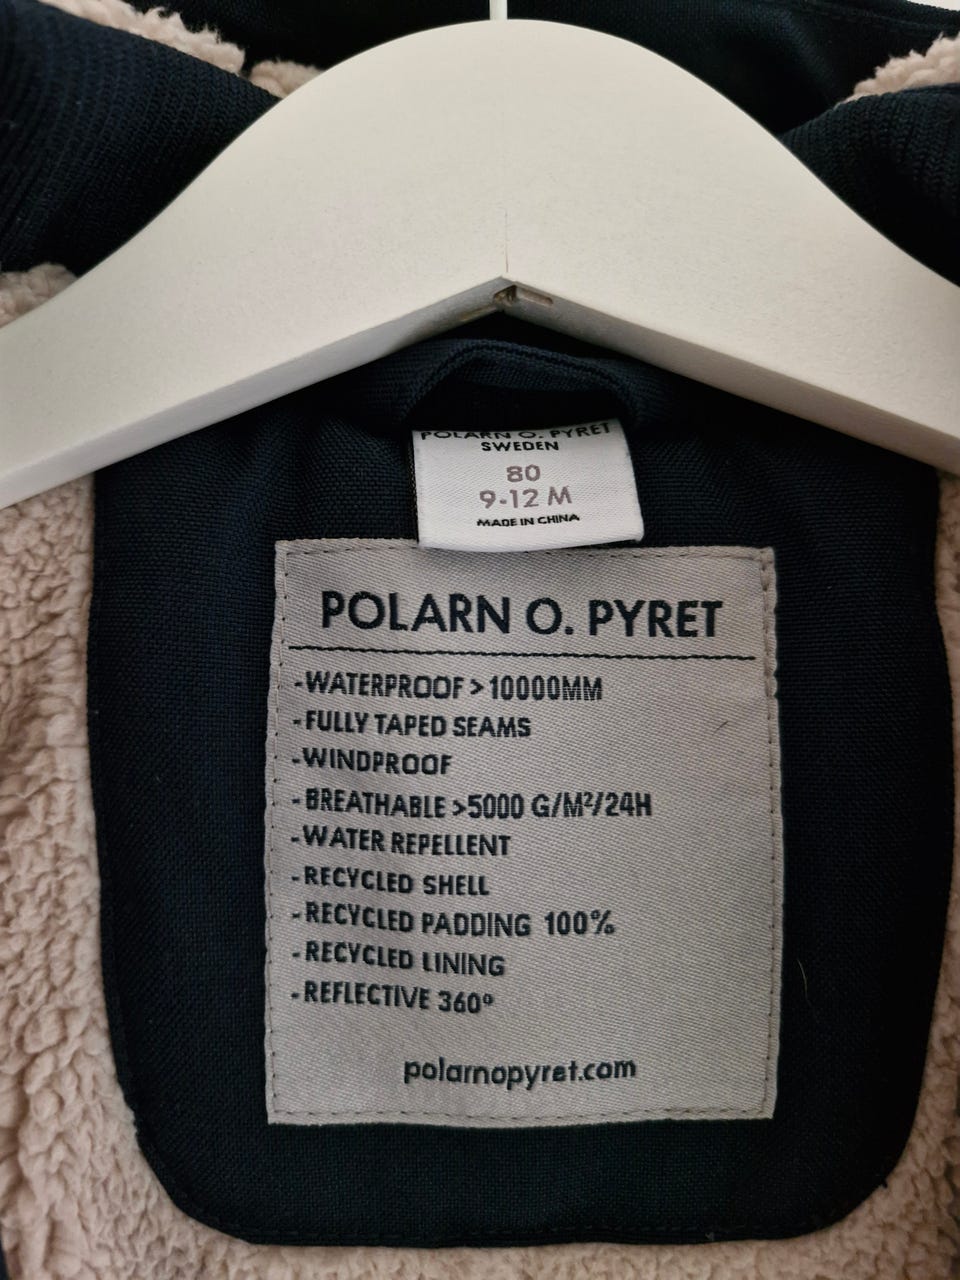 POLARN O. PYRET
SWEDEN
80
9-12 M
MADE IN CHINA
POLARN O. PYRET
-WATERPROOF > 10000MM
-FULLY TAPED SEAMS
-WINDPROOF
-BREATHABLE >5000 G/M²/24H
-WATER REPELLENT
-RECYCLED SHELL
-RECYCLED PADDING 100%
-RECYCLED LINING
-REFLECTIVE 360º
polarnopyret.com